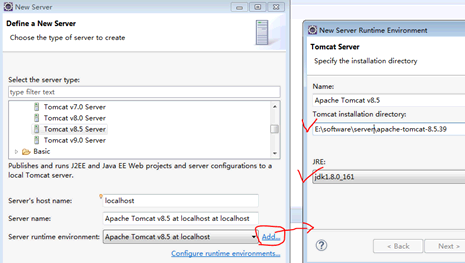 New Server
Define a New Server
Choose the type of server to create
Select the server type:
type filter text
Tomcat v7.0 Server
Tomcat v8.0 Server
Tomcat v8.5 Server
Tomcat v9.0 Server
Basic
Publishes and runs J2EE and Java EE Web projects and server configurations to a
local Tomcat server.
Server's host name:
localhost
Server name:
Apache Tomcat v8.5 at localhost at localhost
Server runtime environment:
Apache Tomcat v8.5 at localhost
Add...
Configure runtime environments...
New Server Runtime Environment
Tomcat Server
Specify the installation directory
Name:
Apache Tomcat v8.5
Tomcat installation directory:
E:\software\server\apache-tomcat-8.5.39
JRE:
jdk1.8.0_161
?
< Back
Next >